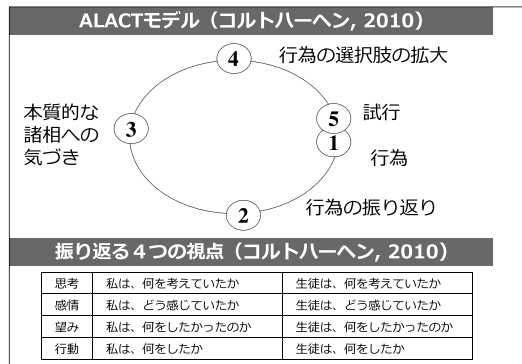 ALACTモデル（コルトハーヘン, 2010）
4
行為の選択肢の拡大
本質的な
諸相への
気づき
3
5
試行
1
行為
2
行為の振り返り
振り返る４つの視点（コルトハーヘン, 2010）
思考 私は、何を考えていたか 生徒は、何を考えていたか
感情 私は、どう感じていたか 生徒は、どう感じていたか
望み 私は、何をしたかったのか 生徒は、何をしたかったのか
行動 私は、何をしたか 生徒は、何をしたか